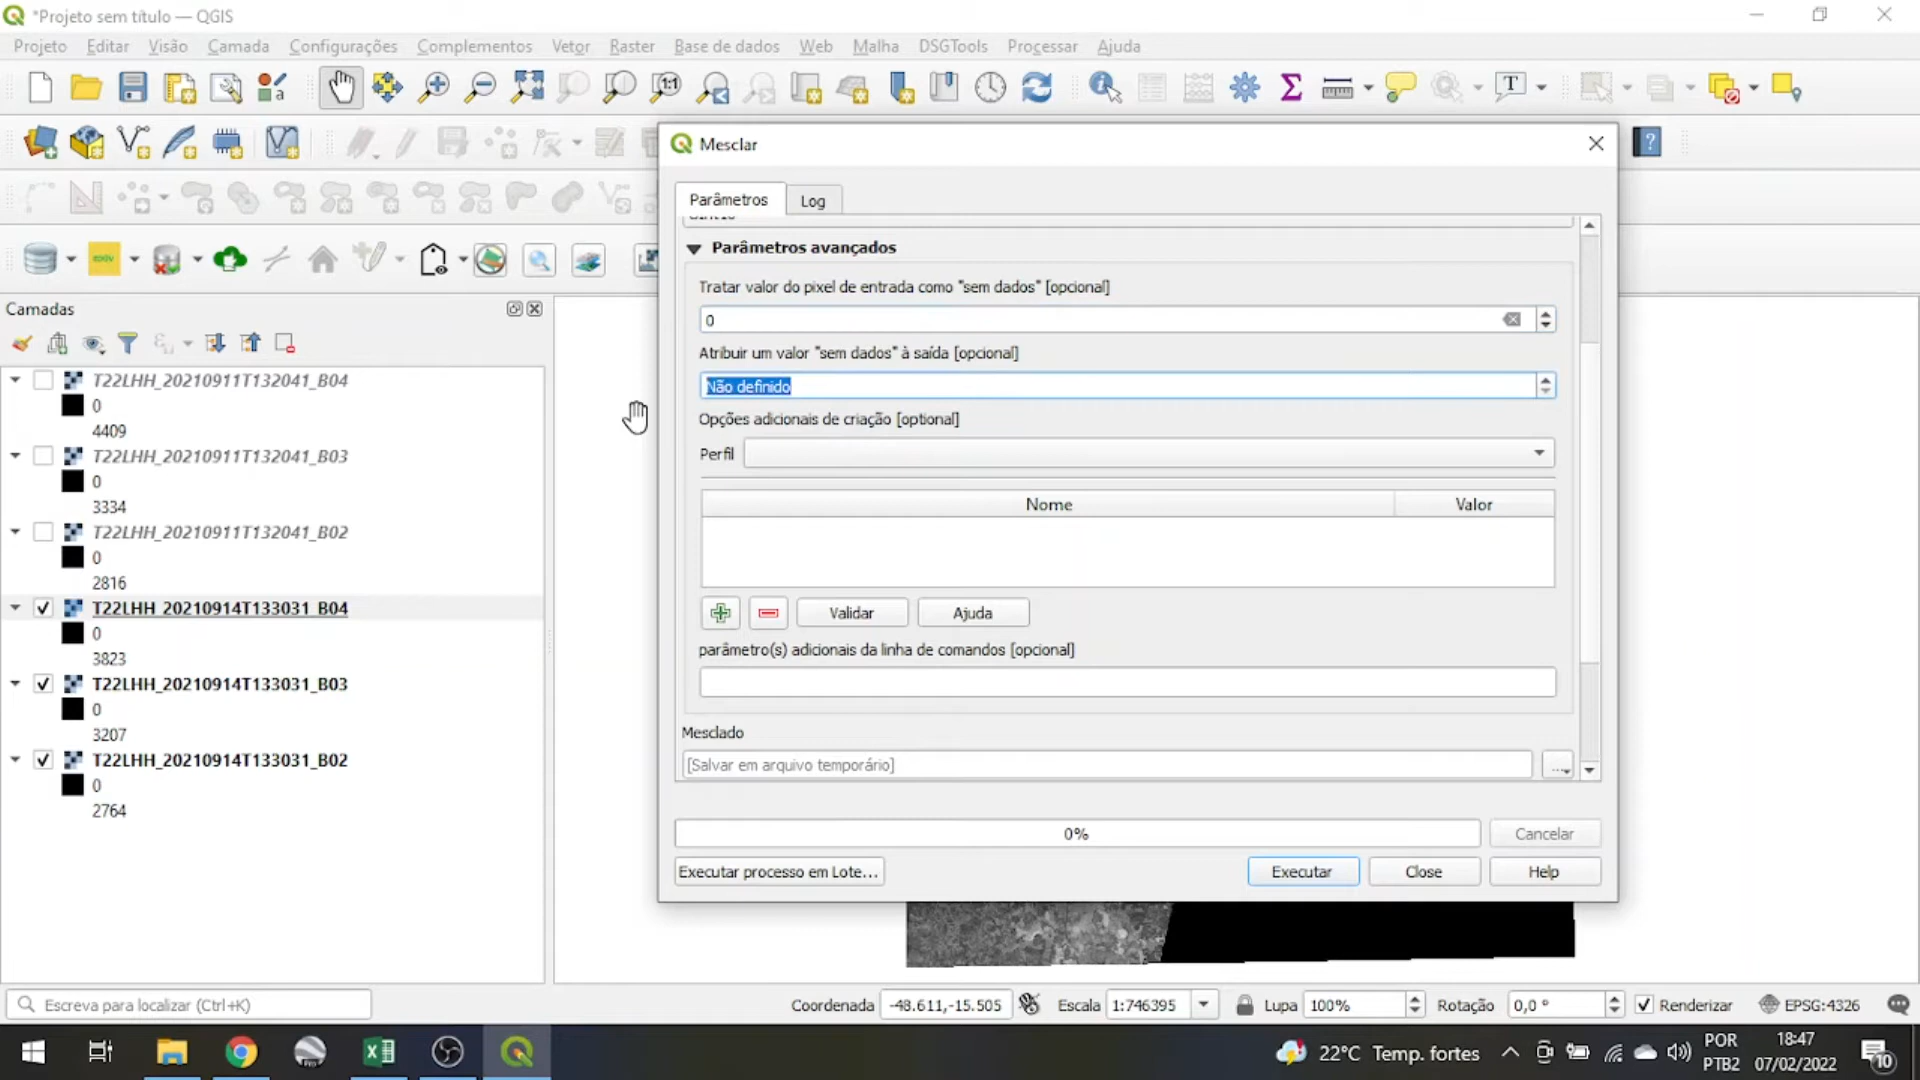 *Projeto sem título — QGIS
Projeto Editar Visão Camada Configurações Complementos Vetor Raster Base de dados Web Malha DSGTools Processar Ajuda
Mesclar
Parâmetros Log
Parâmetros avançados
Tratar valor do pixel de entrada como "sem dados" [opcional]
0
Atribuir um valor "sem dados" à saída [opcional]
Não definido
Opções adicionais de criação [optional]
Perfil
Nome Valor
Validar Ajuda
parâmetro(s) adicionais da linha de comandos [opcional]
Mesclado
[Salvar em arquivo temporário]
0% Cancelar
Executar processo em Lote... Executar Close Help
Camadas
T22LHH_20210911T132041_B04
0
4409
T22LHH_20210911T132041_B03
0
3334
T22LHH_20210911T132041_B02
0
2816
T22LHH_20210914T133031_B04
0
3823
T22LHH_20210914T133031_B03
0
3207
T22LHH_20210914T133031_B02
0
2764
Escreva para localizar (Ctrl+K) Coordenada -48.611,-15.505 Escala 1:746395 Lupa 100% Rotação 0,0 ° Renderizar EPSG:4326
22°C Temp. fortes POR 18:47
PTB2 07/02/2022 10